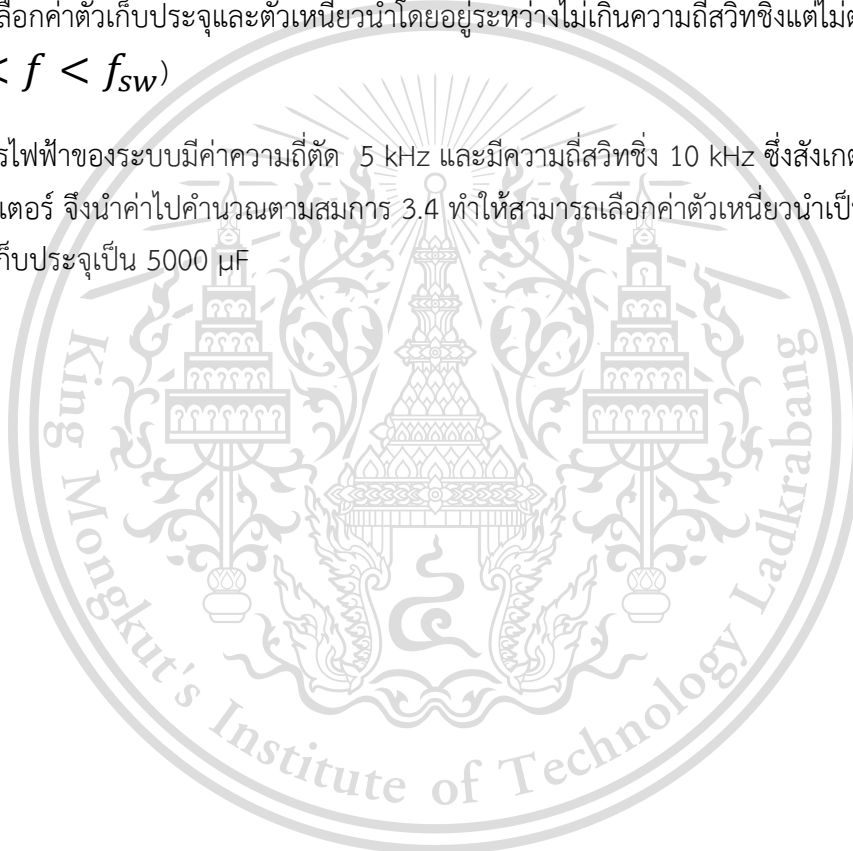 ลือกค่าตัวเก็บประจุและตัวเหนี่ยวนำโดยอยู่ระหว่างไม่เกินความถี่สวิทชิ่งแต่ไม่
< f < fsw)
รไฟฟ้าของระบบมีค่าความถี่ตัด 5 kHz และมีความถี่สวิทชิ่ง 10 kHz ซึ่งสังเกต
เตอร์ จึงนำค่าไปคำนวณตามสมการ 3.4 ทำให้สามารถเลือกค่าตัวเหนี่ยวนำเป็
ก็บประจุเป็น 5000 µF
King Mongkut's Institute of Technology Ladkrabang